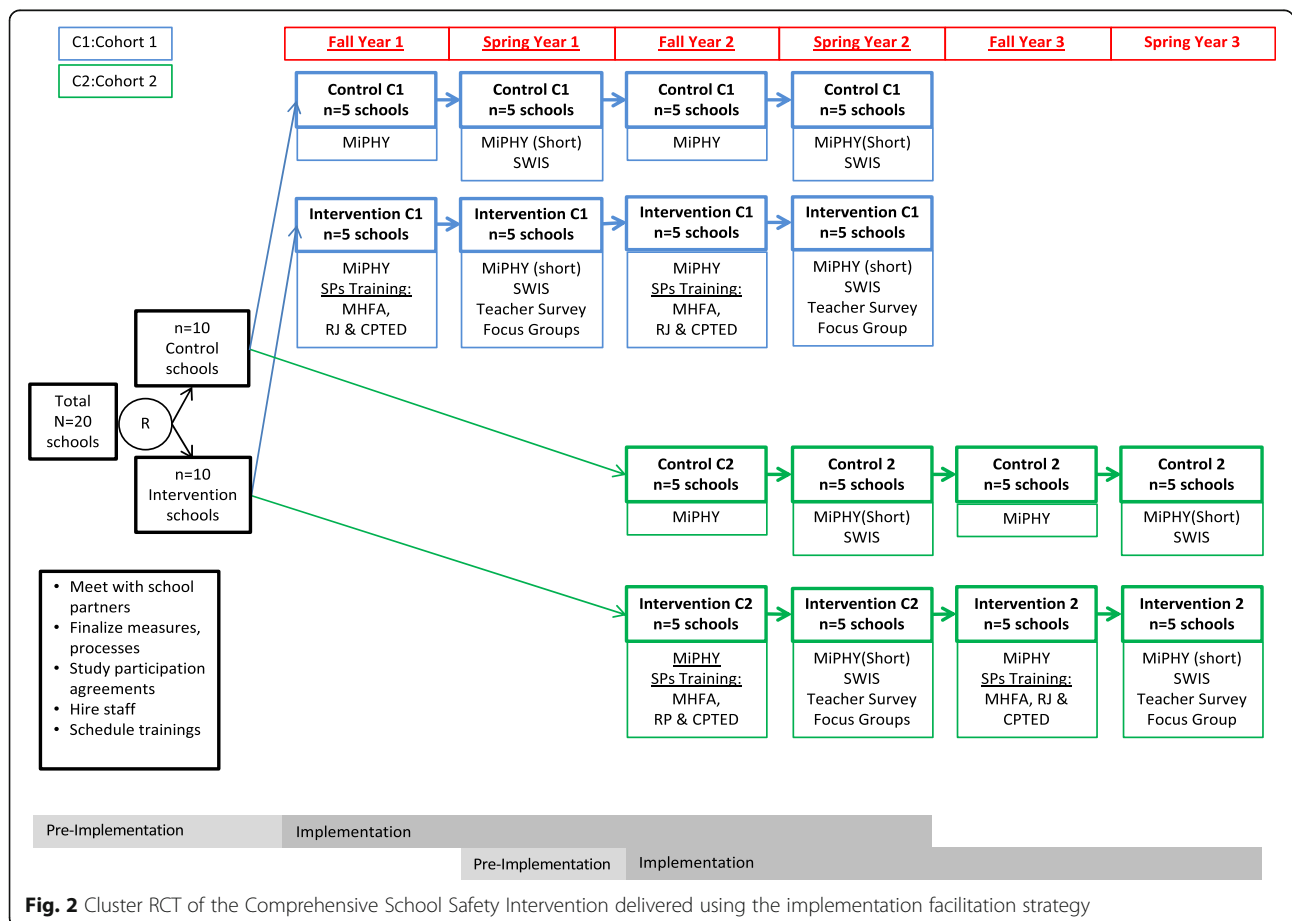 C1:Cohort 1
C2:Cohort 2
Fall Year 1
Spring Year 1
Fall Year 2
Spring Year 2
Fall Year 3
Spring Year 3
Control C1
n=5 schools
MiPHY
Control C1
n=5 schools
MiPHY (Short)
SWIS
Control C1
n=5 schools
MiPHY
Control C1
n=5 schools
MiPHY(Short)
SWIS
Intervention C1
n=5 schools
MiPHY
SPs Training:
MHFA,
RJ & CPTED
Intervention C1
n=5 schools
MiPHY (short)
SWIS
Teacher Survey
Focus Groups
Intervention C1
n=5 schools
MiPHY
SPs Training:
MHFA,
RJ & CPTED
Intervention C1
n=5 schools
MiPHY (short)
SWIS
Teacher Survey
Focus Group
Total
N=20
schools
R
n=10
Control
schools
n=10
Intervention
schools
Control C2
n=5 schools
MiPHY
Control 2
n=5 schools
MiPHY(Short)
SWIS
Control 2
n=5 schools
MiPHY
Control 2
n=5 schools
MiPHY(Short)
SWIS
Intervention C2
n=5 schools
MiPHY
SPs Training:
MHFA,
RP & CPTED
Intervention C2
n=5 schools
MiPHY(Short)
SWIS
Teacher Survey
Focus Groups
Intervention 2
n=5 schools
MiPHY
SPs Training:
MHFA, RJ &
CPTED
Intervention 2
n=5 schools
MiPHY (short)
SWIS
Teacher Survey
Focus Group
• Meet with school
partners
• Finalize measures,
processes
• Study participation
agreements
• Hire staff
• Schedule trainings
Pre-Implementation
Implementation
Pre-Implementation
Implementation
Fig. 2 Cluster RCT of the Comprehensive School Safety Intervention delivered using the implementation facilitation strategy